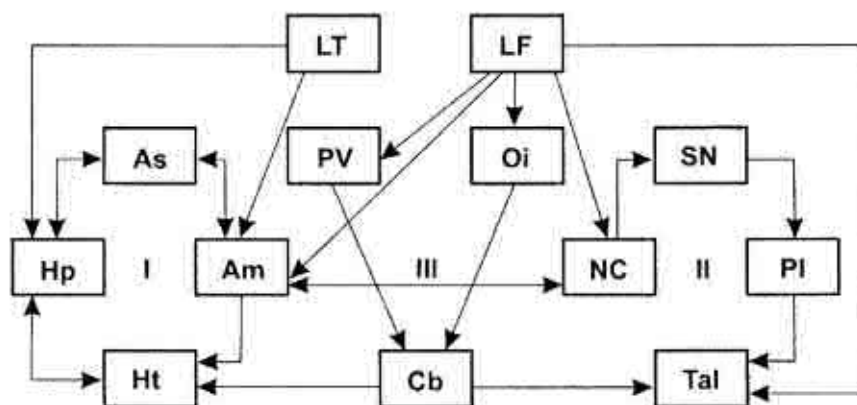 LT LF
As PV Oi SN
Hp I Am III NC II Pl
Ht Cb Tal